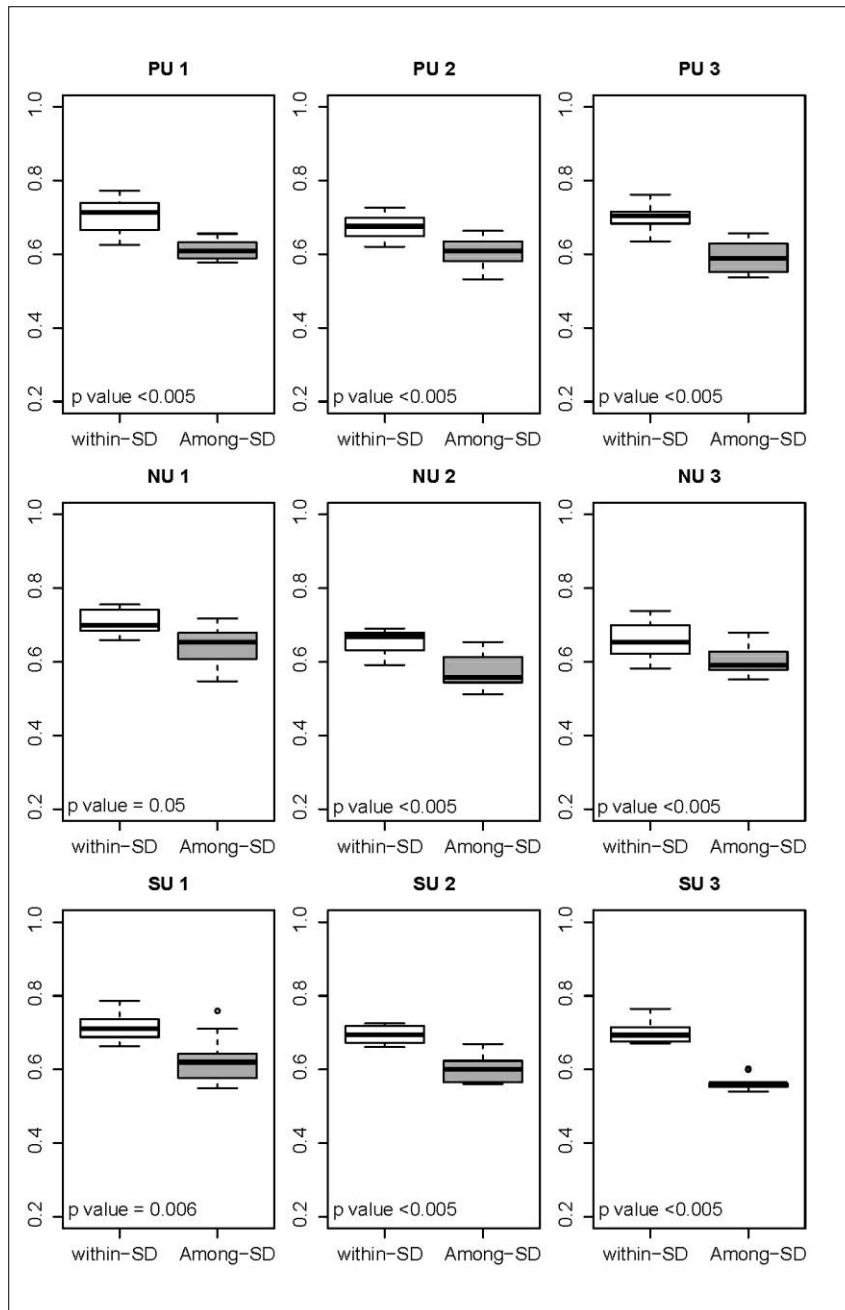 PU 1 PU 2 PU 3
1.0 1.0 1.0
0.8 0.8 0.8
0.6 0.6 0.6
0.4 0.4 0.4
0.2 0.2 0.2
p value <0.005 p value <0.005 p value <0.005
within-SD Among-SD within-SD Among-SD within-SD Among-SD
NU 1 NU 2 NU 3
1.0 1.0 1.0
0.8 0.8 0.8
0.6 0.6 0.6
0.4 0.4 0.4
0.2 0.2 0.2
p value = 0.05 p value <0.005 p value <0.005
within-SD Among-SD within-SD Among-SD within-SD Among-SD
SU 1 SU 2 SU 3
1.0 1.0 1.0
0.8 0.8 0.8
0.6 0.6 0.6
0.4 0.4 0.4
0.2 0.2 0.2
p value = 0.006 p value <0.005 p value <0.005
within-SD Among-SD within-SD Among-SD within-SD Among-SD